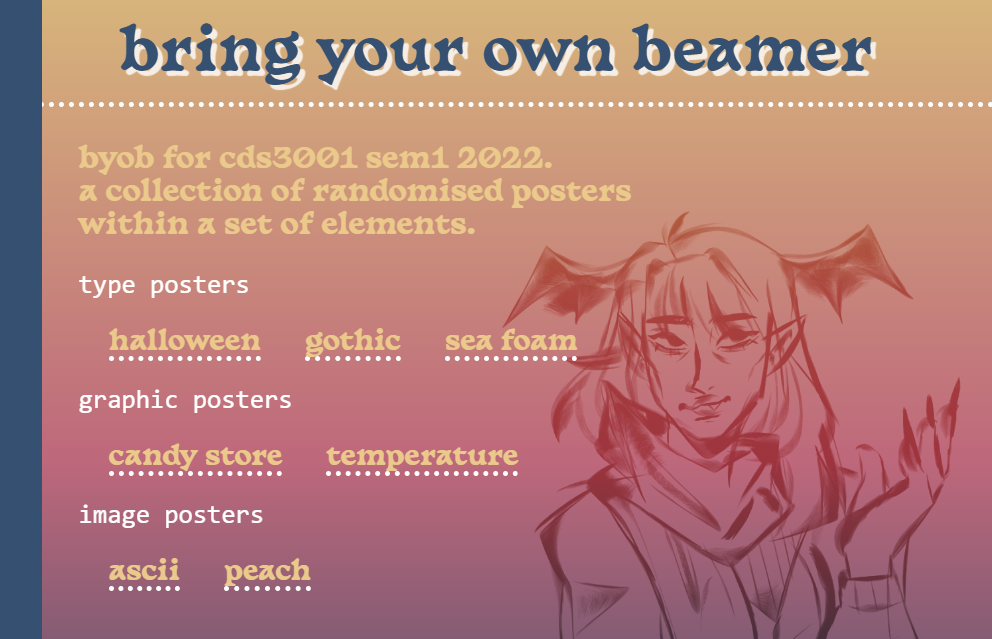 bring your own beamer
byob for cds3001 sem1 2022.
a collection of randomised posters
within a set of elements.
type posters
halloween gothic sea foam
graphic posters
candy store temperature
image posters
ascii peach